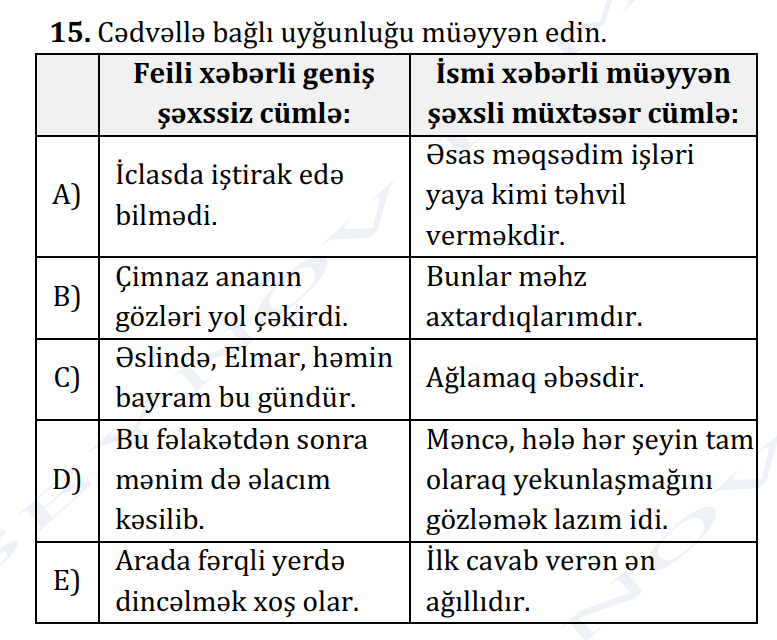 15. Cədvəllə bağlı uyğunluğu müəyyən edin.
Feili xəbərli geniş
şəxssiz cümlə:
İsmi xəbərli müəyyən
şəxsli müxtəsər cümlə:
A)
İclasda iştirak edə
bilmədi.
Əsas məqsədim işləri
yaya kimi təhvil
verməkdir.
B)
Çimnaz ananın
gözləri yol çəkirdi.
Bunlar məhz
axtardıqlarımdır.
C)
Əslində, Elmar, həmin
bayram bu gündür.
Ağlamaq əbəsdir.
D)
Bu fəlakətdən sonra
mənim də əlacım
kəsilib.
Məncə, hələ hər şeyin tam
olaraq yekunlaşmağını
gözləmək lazım idi.
E)
Arada fərqli yerdə
dincəlmək xoş olar.
İlk cavab verən ən
ağıllıdır.